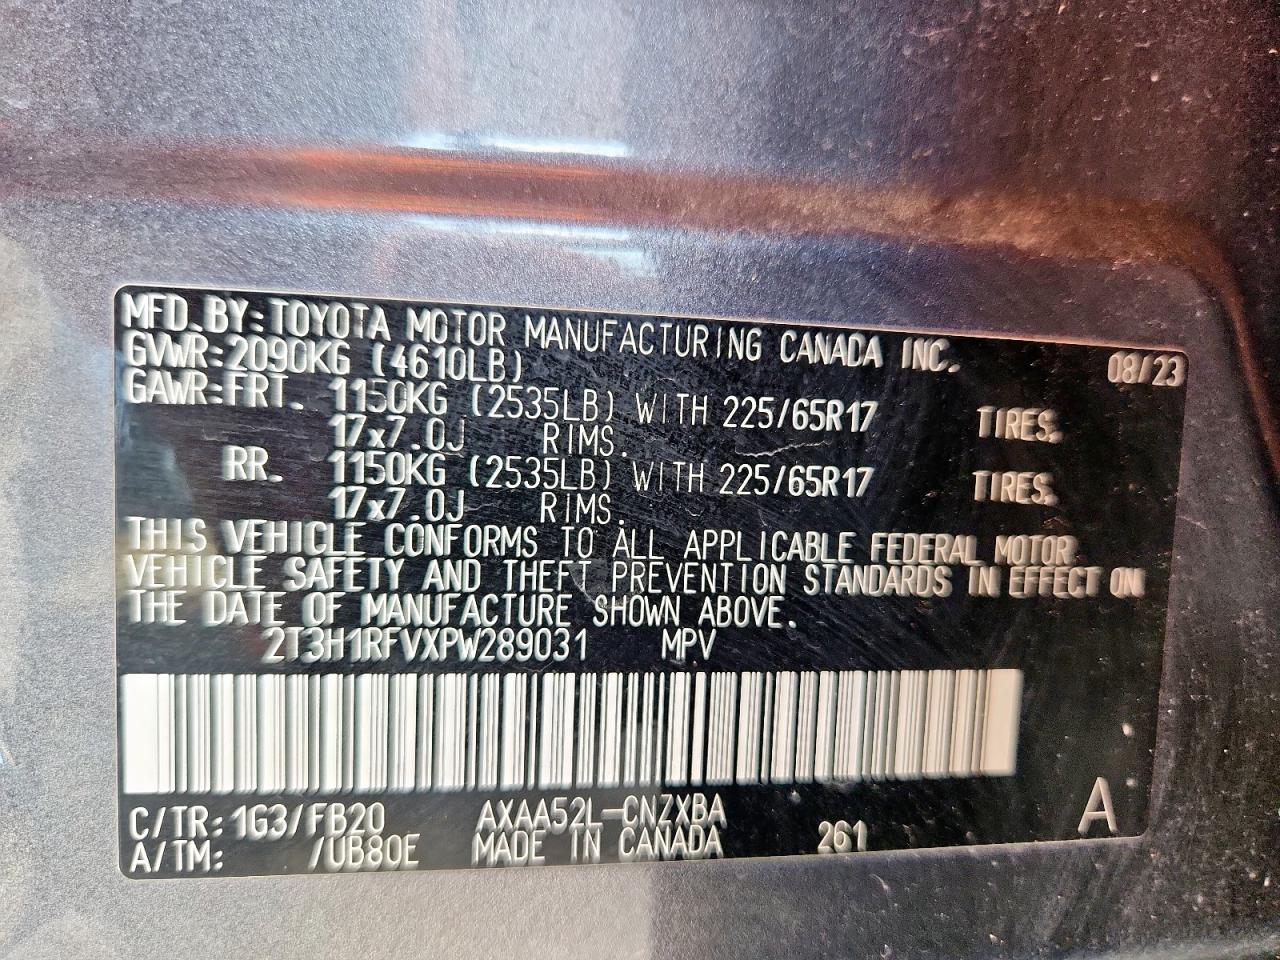 MFD. BY: TOYOTA MOTOR MANUFACTURING CANADA INC. 08/23
GVWR: 2090KG (4610LB)
GAWR: FRT. 1150KG (2535LB) WITH 225/65R17 TIRES.
17x7.0J RIMS.
RR. 1150KG (2535LB) WITH 225/65R17 TIRES.
17x7.0J RIMS.
THIS VEHICLE CONFORMS TO ALL APPLICABLE FEDERAL MOTOR
VEHICLE SAFETY AND THEFT PREVENTION STANDARDS IN EFFECT ON
THE DATE OF MANUFACTURE SHOWN ABOVE.
2T3H1RFVXPW289031 MPV
C/TR: 1G3/FB20 AXAA52L-CNZXBA
A/TM: /UB80E MADE IN CANADA 261 A